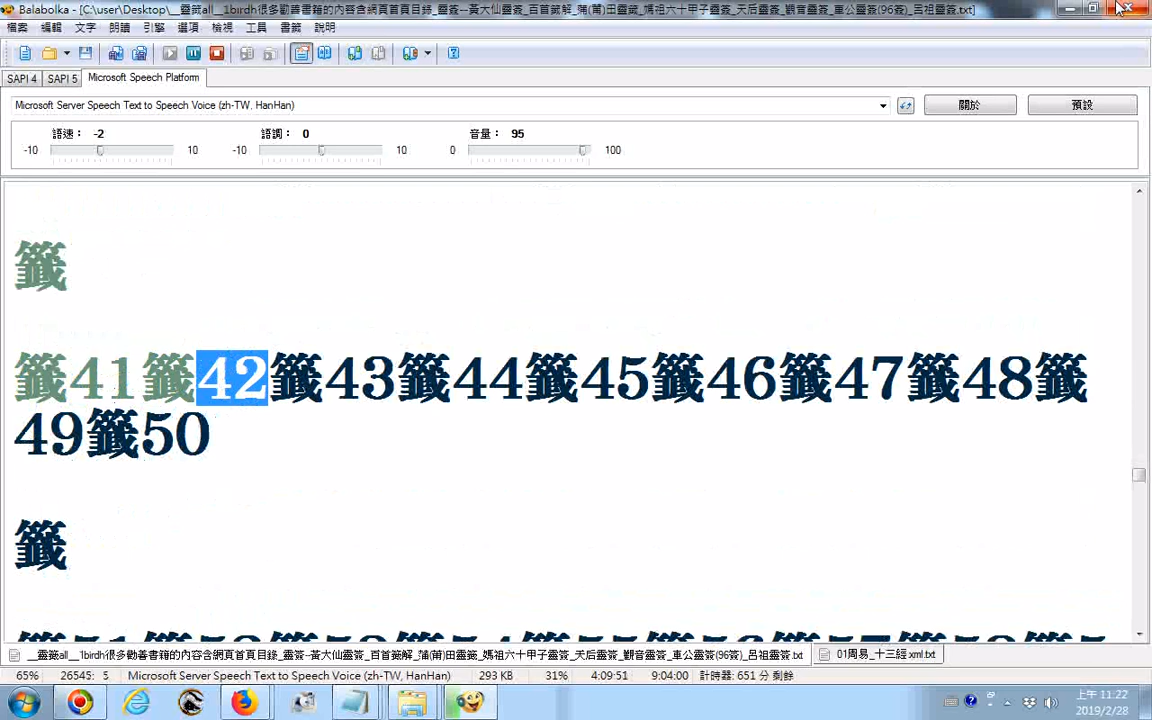 Balabolka - [C:\user\Desktop\__靈籤all__1birdh很多勸善書籍的內容含網頁首頁目錄_靈簽--黃大仙靈簽_百首籤解_蒲(莆)田靈籤_媽祖六十甲子靈簽_天后靈簽_觀音靈簽_車公靈簽(96簽)_呂祖靈簽.txt]
檔案 編輯 文字 朗讀 引擎 選項 檢視 工具 書籤 說明
SAPI 4 SAPI 5 Microsoft Speech Platform
Microsoft Server Speech Text to Speech Voice (zh-TW, HanHan) 關於 預設
語速： -2 語調： 0 音量： 95
-10 10 -10 10 0 100
籤
籤41籤42籤43籤44籤45籤46籤47籤48籤
49籤50
籤
__靈籤all__1birdh很多勸善書籍的內容含網頁首頁目錄_靈簽--黃大仙靈簽_百首籤解_蒲(莆)田靈籤_媽祖六十甲子靈簽_天后靈簽_觀音靈簽_車公靈簽(96簽)_呂祖靈簽.txt 01周易_十三經xml.txt
65% 26545: 5 Microsoft Server Speech Text to Speech Voice (zh-TW, HanHan) 293 KB 31% 4:09:51 9:04:00 計時器: 651 分 剩餘
上午 11:22
2019/2/28